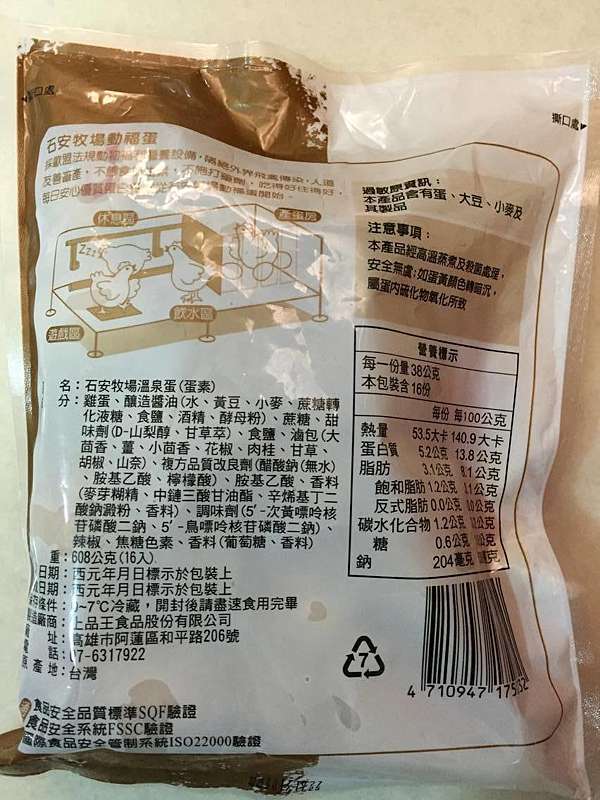 撕口處
石安牧場動福蛋
過敏原資訊：
本產品含有蛋、大豆、小麥及
其製品
注意事項：
本產品經高溫蒸煮及殺菌處理，
安全無虞；如蛋黃顏色轉暗沉，
屬蛋內硫化物氧化所致
休息區
產蛋房
ZZZ
飲水區
遊戲區
營養標示
每一份量 38公克
本包裝含 16份
每份 每100公克
熱量 53.5大卡 140.9大卡
蛋白質 5.2公克 13.8公克
脂肪 3.1公克 8.1公克
飽和脂肪 1.2公克
反式脂肪 0.0公克
碳水化合物 1.2公克
糖 0.6公克
鈉 204毫克
名：石安牧場溫泉蛋(蛋素)
分：雞蛋、釀造醬油(水、黃豆、小麥、蔗糖轉
化液糖、食鹽、酒精、酵母粉)、蔗糖、甜
味劑(D-山梨醇、甘草萃)、食鹽、滷包(大
茴香、薑、小茴香、花椒、肉桂、甘草、
胡椒、山奈)、複方品質改良劑(醋酸鈉(無水)
、胺基乙酸、檸檬酸)、胺基乙酸、香料
(麥芽糊精、中鏈三酸甘油酯、辛烯基丁二
酸鈉澱粉、香料)、調味劑(5'-次黃嘌呤核
苷磷酸二鈉、5'-鳥嘌呤核苷磷酸二鈉)、
辣椒、焦糖色素、香料(葡萄糖、香料)
重：608公克(16入)
日期：西元年月日標示於包裝上
日期：西元年月日標示於包裝上
條件：0~7℃冷藏，開封後請盡速食用完畢
廠商：上品王食品股份有限公司
址：高雄市阿蓮區和平路206號
話：07-6317922
產 地：台灣
7
4 710947 17532
食品安全品質標準SQF驗證
食品安全系統FSSC驗證
國際食品安全管制系統ISO22000驗證